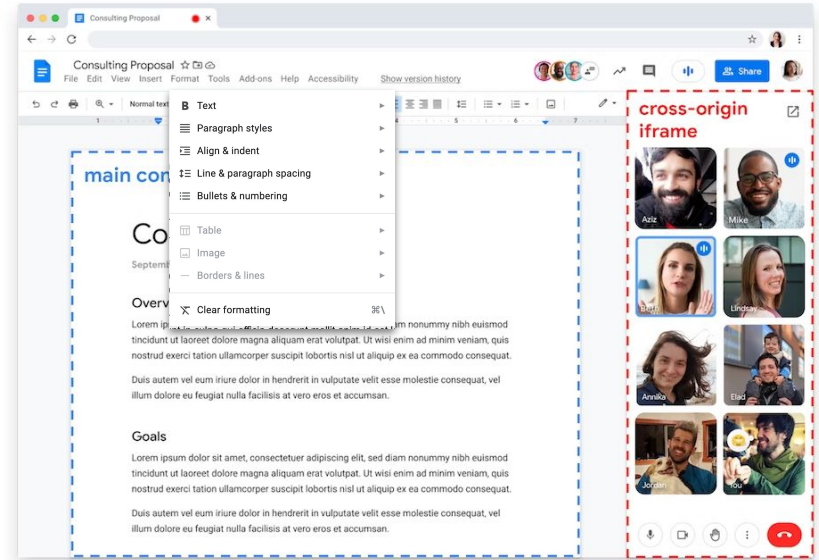 Consulting Proposal
Consulting Proposal
File Edit View Insert Format Tools Add-ons Help Accessibility Show version history
Share
Normal text
1 4 5 6 7
B Text
Paragraph styles
Align & indent
Line & paragraph spacing
Bullets & numbering
Table
Image
Borders & lines
Clear formatting ⌘\
main con
Co
Septem
Overv
Lorem ip m nonummy nibh euismod
tincidunt ut laoreet dolore magna aliquam erat volutpat. Ut wisi enim ad minim veniam, quis
nostrud exerci tation ullamcorper suscipit lobortis nisl ut aliquip ex ea commodo consequat.
Duis autem vel eum iriure dolor in hendrerit in vulputate velit esse molestie consequat, vel
illum dolore eu feugiat nulla facilisis at vero eros et accumsan.
Goals
Lorem ipsum dolor sit amet, consectetuer adipiscing elit, sed diam nonummy nibh euismod
tincidunt ut laoreet dolore magna aliquam erat volutpat. Ut wisi enim ad minim veniam, quis
nostrud exerci tation ullamcorper suscipit lobortis nisl ut aliquip ex ea commodo consequat.
Duis autem vel eum iriure dolor in hendrerit in vulputate velit esse molestie consequat, vel
illum dolore eu feugiat nulla facilisis at vero eros et accumsan.
cross-origin
iframe
Aziz Mike
Lindsay
Annika Elad
Jordan You